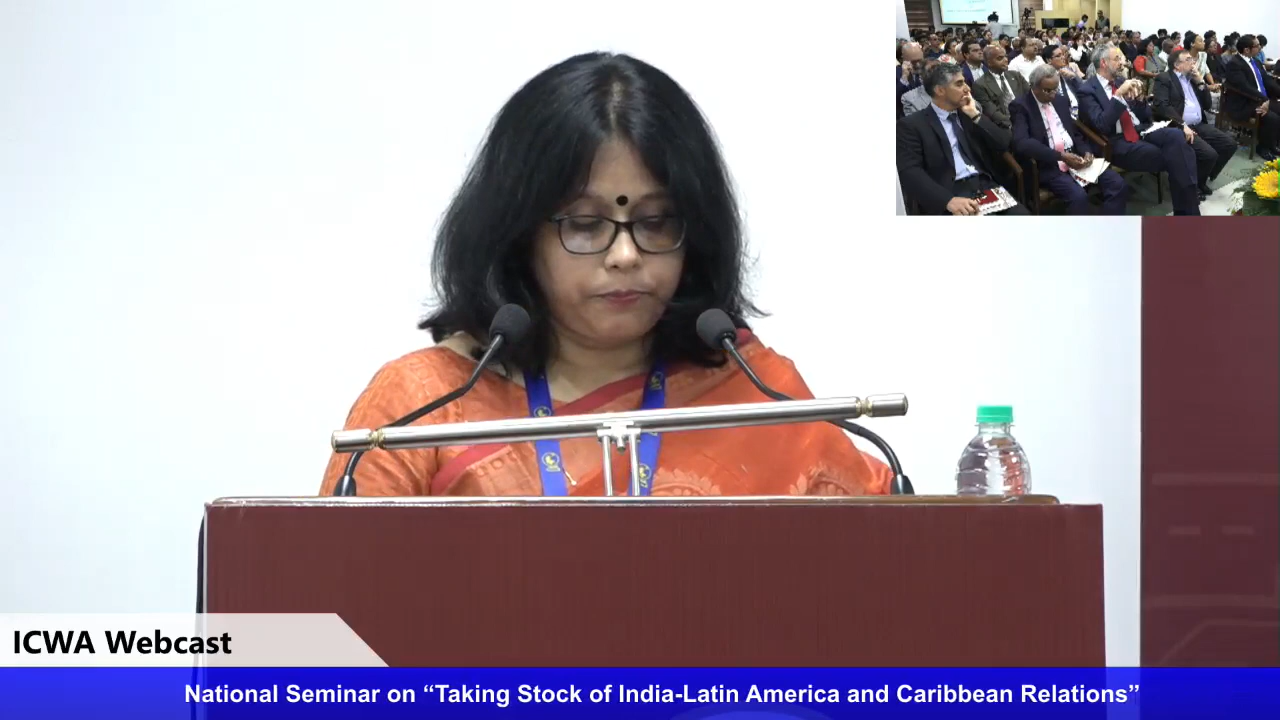 ICWA Webcast
National Seminar on “Taking Stock of India-Latin America and Caribbean Relations”